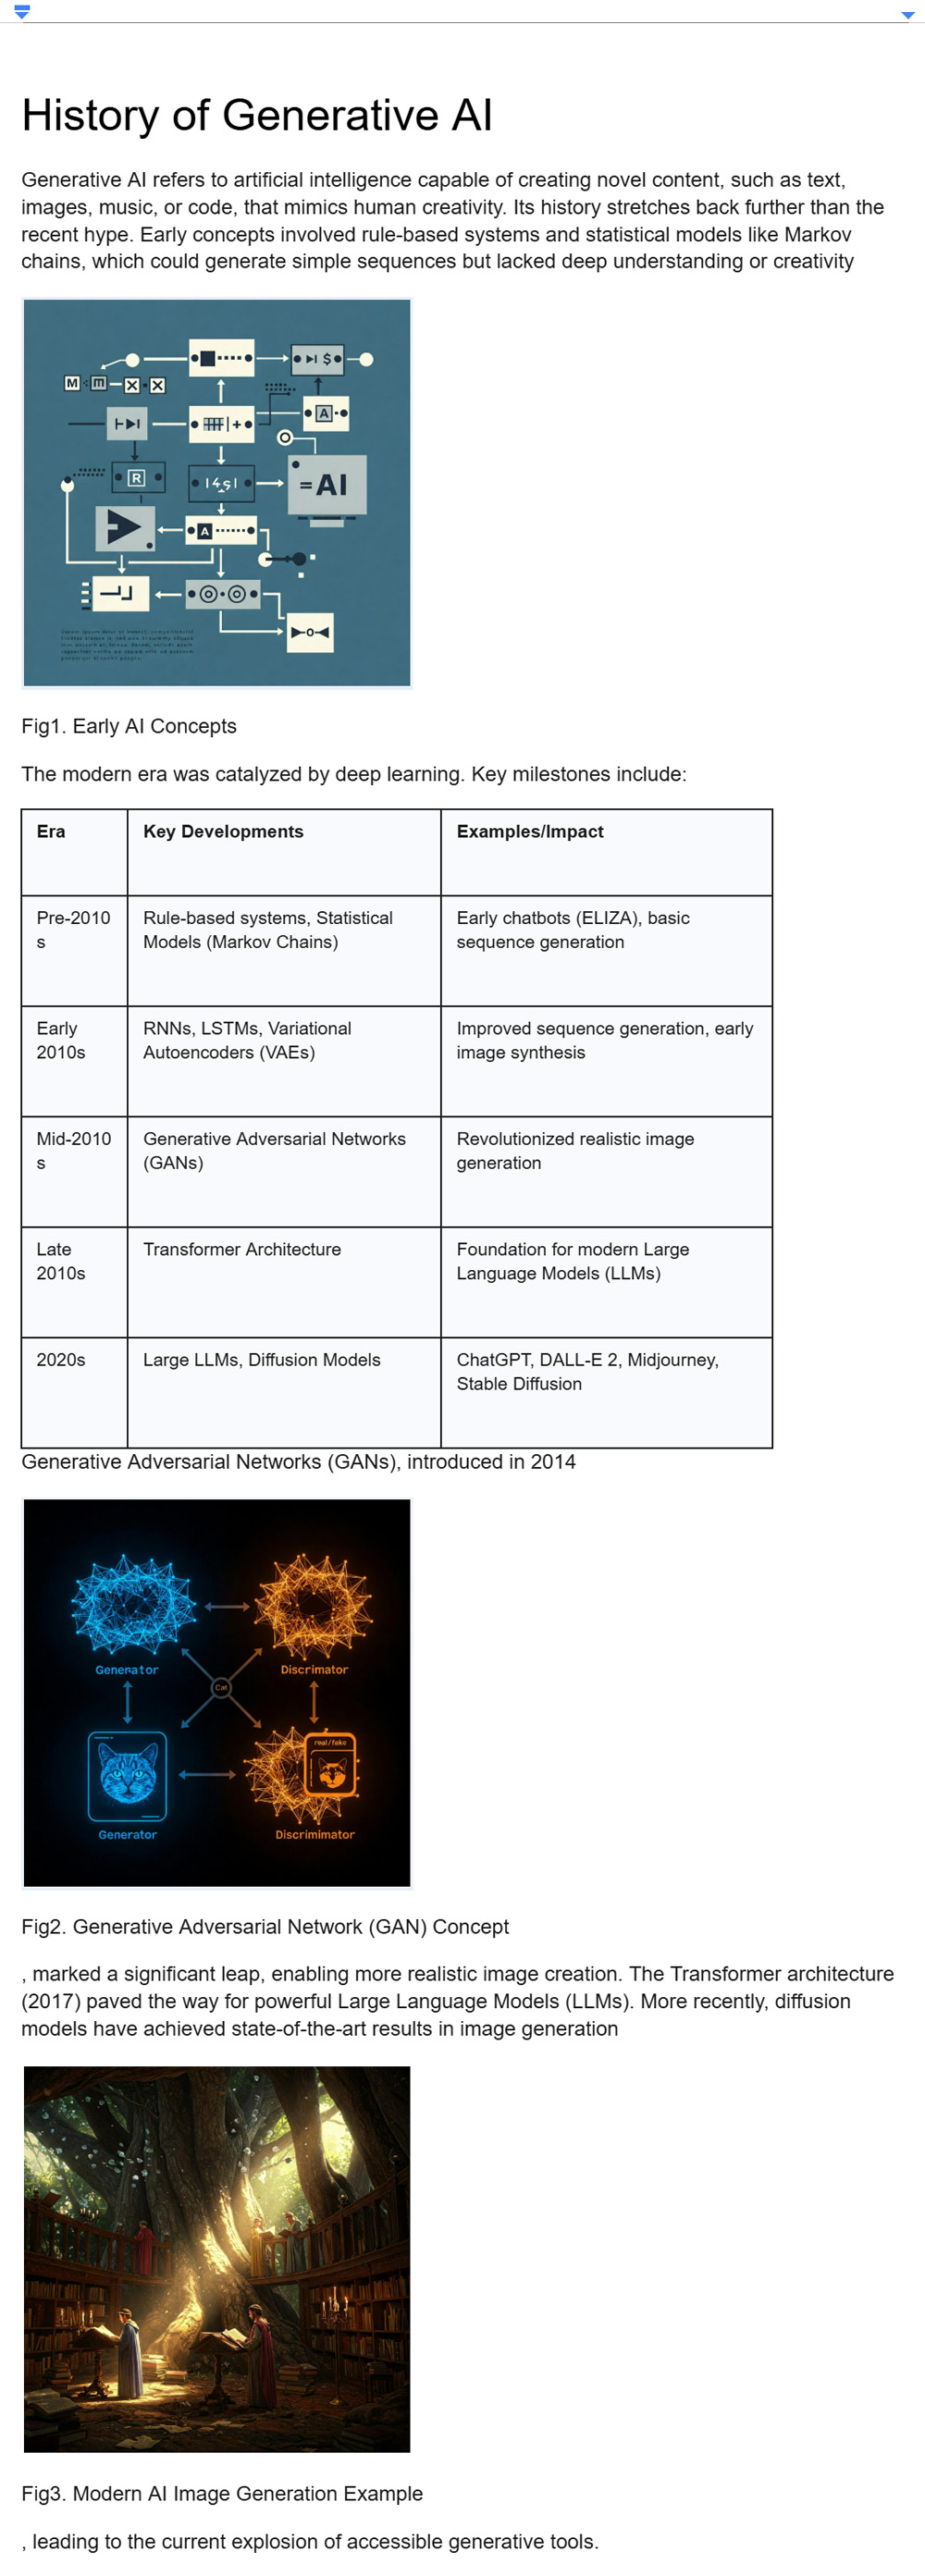 History of Generative AI
Generative AI refers to artificial intelligence capable of creating novel content, such as text,
images, music, or code, that mimics human creativity. Its history stretches back further than the
recent hype. Early concepts involved rule-based systems and statistical models like Markov
chains, which could generate simple sequences but lacked deep understanding or creativity
M
m
X
X
$
A
R
=AI
A
Fig1. Early AI Concepts
The modern era was catalyzed by deep learning. Key milestones include:
Era
Key Developments
Examples/Impact
Pre-2010
s
Rule-based systems, Statistical
Models (Markov Chains)
Early chatbots (ELIZA), basic
sequence generation
Early
2010s
RNNs, LSTMs, Variational
Autoencoders (VAEs)
Improved sequence generation, early
image synthesis
Mid-2010
s
Generative Adversarial Networks
(GANs)
Revolutionized realistic image
generation
Late
2010s
Transformer Architecture
Foundation for modern Large
Language Models (LLMs)
2020s
Large LLMs, Diffusion Models
ChatGPT, DALL-E 2, Midjourney,
Stable Diffusion
Generative Adversarial Networks (GANs), introduced in 2014
Generator
Discrimator
Cat
real/fake
Generator
Discrimimator
Fig2. Generative Adversarial Network (GAN) Concept
, marked a significant leap, enabling more realistic image creation. The Transformer architecture
(2017) paved the way for powerful Large Language Models (LLMs). More recently, diffusion
models have achieved state-of-the-art results in image generation
Fig3. Modern AI Image Generation Example
, leading to the current explosion of accessible generative tools.